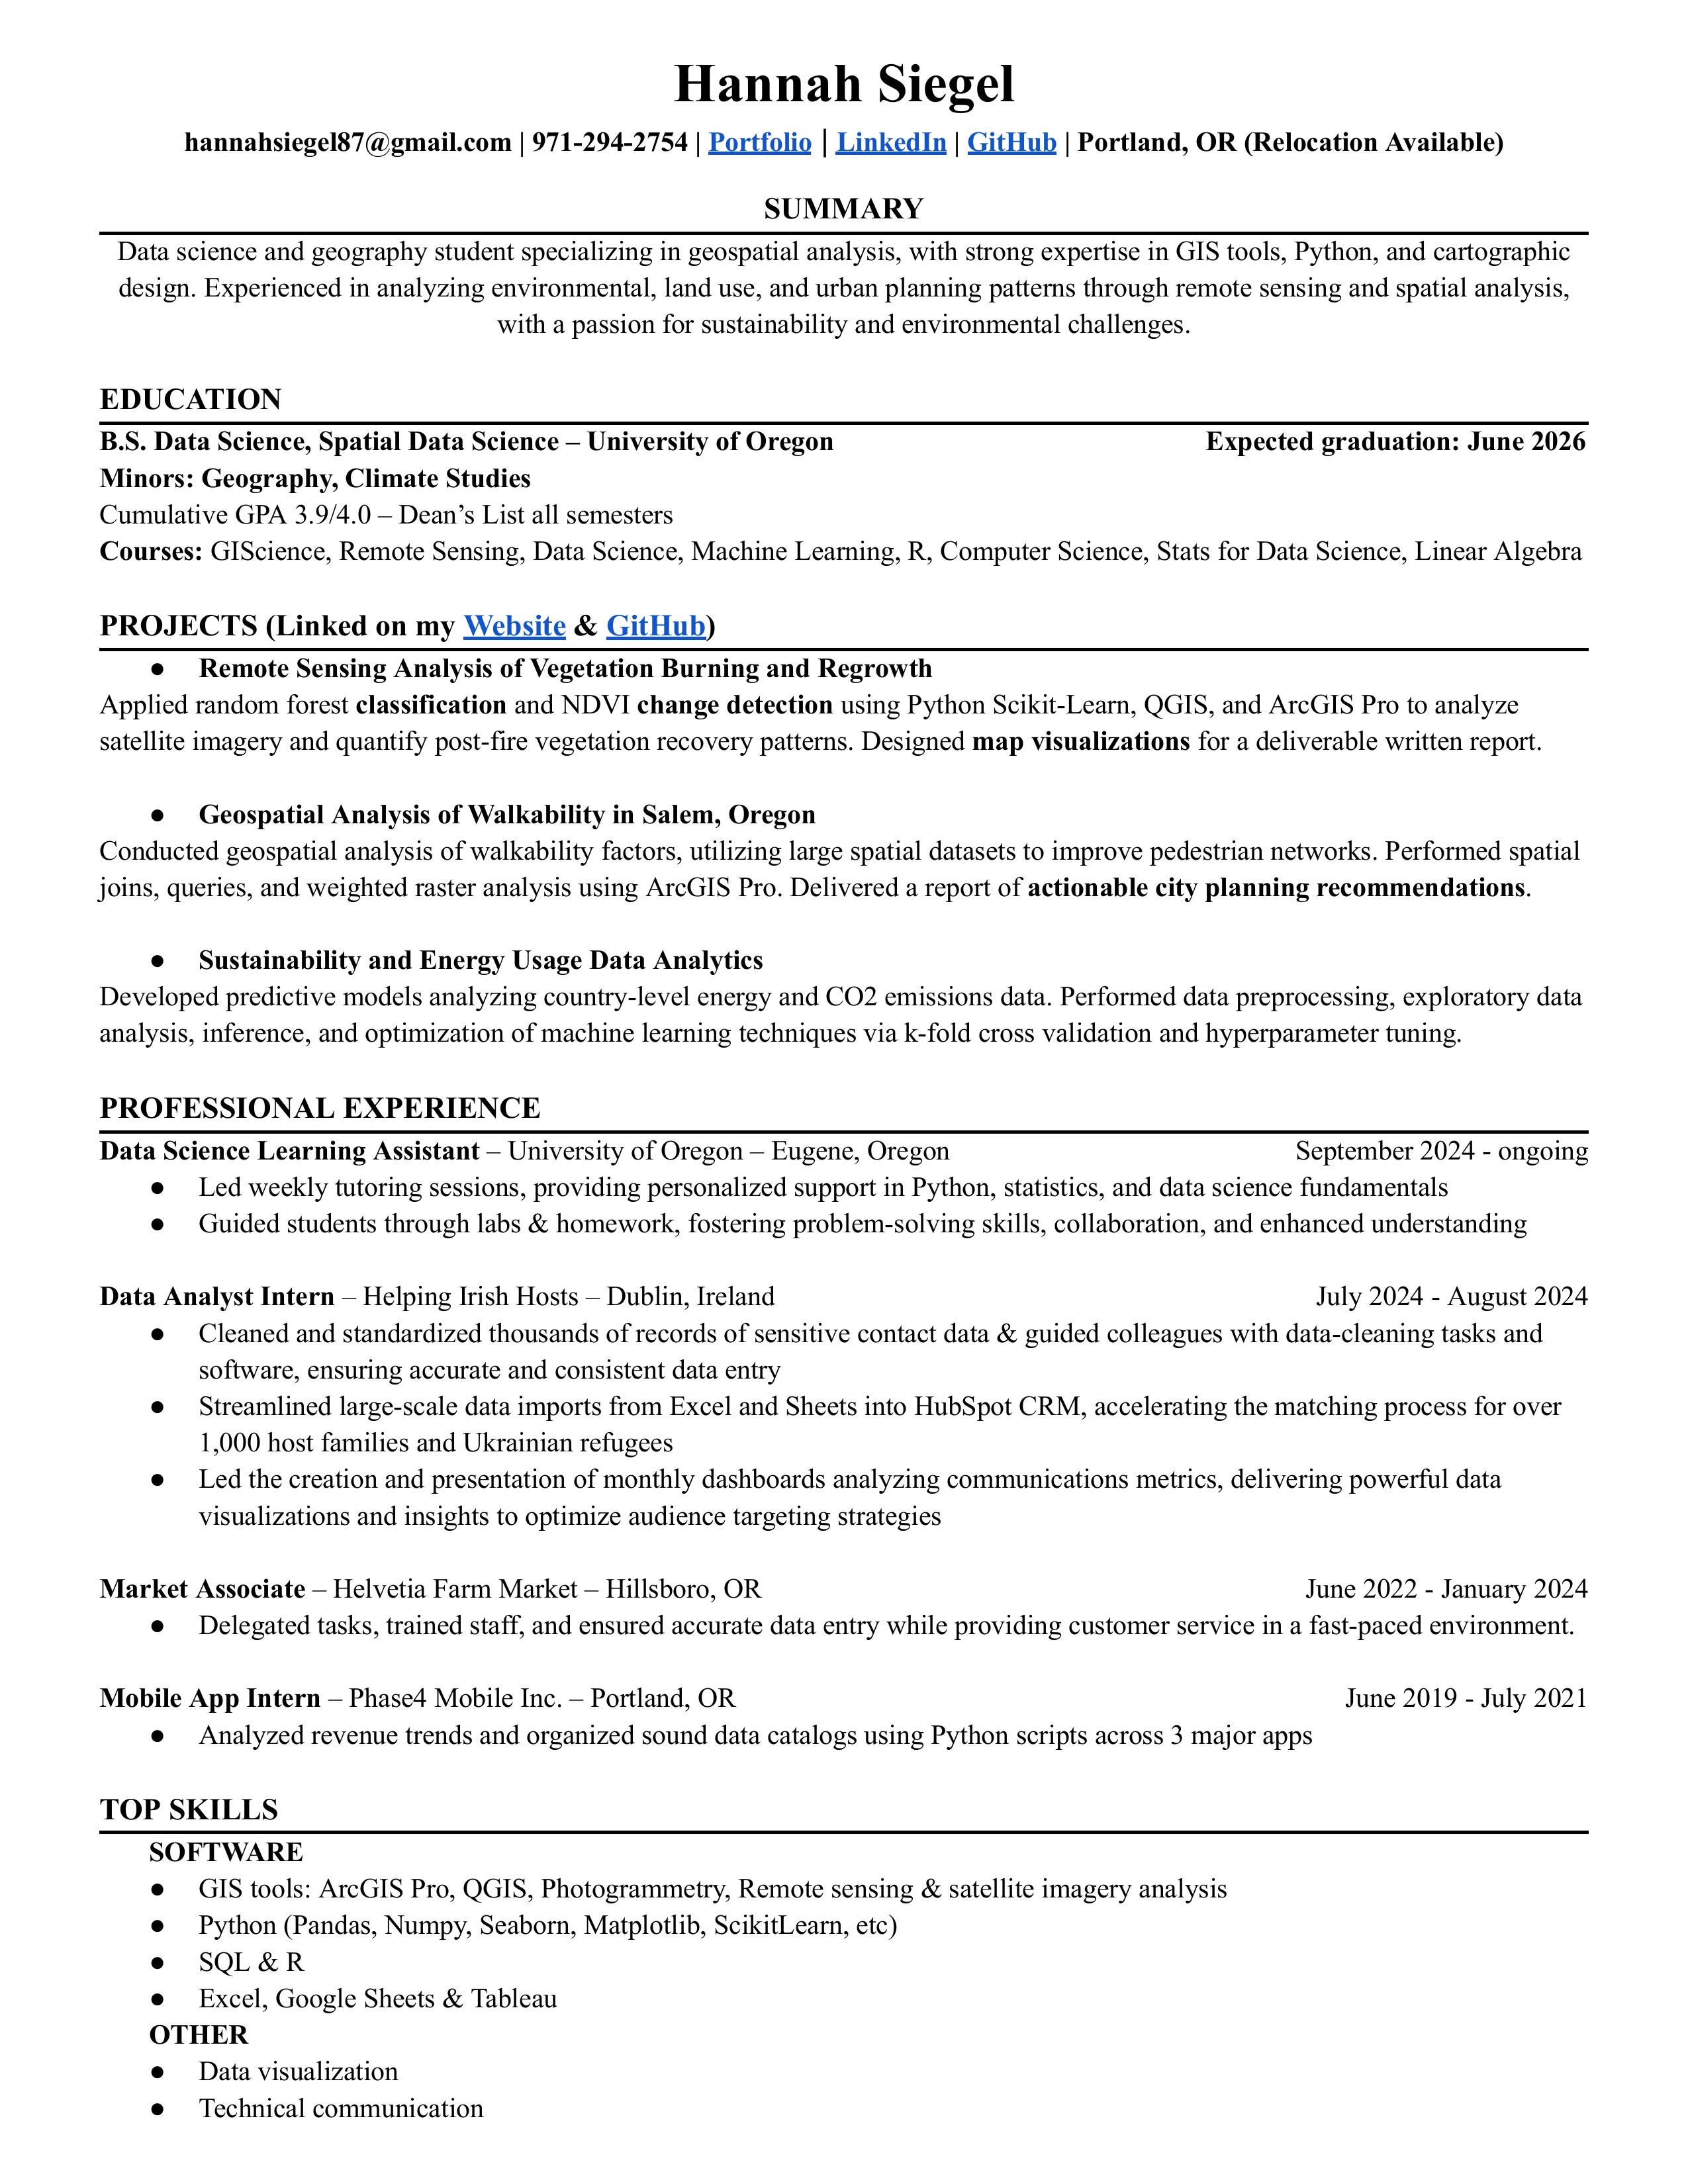 Hannah Siegel
hannahsiegel87@gmail.com | 971-294-2754 | Portfolio | LinkedIn | GitHub | Portland, OR (Relocation Available)
SUMMARY
Data science and geography student specializing in geospatial analysis, with strong expertise in GIS tools, Python, and cartographic
design. Experienced in analyzing environmental, land use, and urban planning patterns through remote sensing and spatial analysis,
with a passion for sustainability and environmental challenges.
EDUCATION
B.S. Data Science, Spatial Data Science – University of Oregon Expected graduation: June 2026
Minors: Geography, Climate Studies
Cumulative GPA 3.9/4.0 – Dean’s List all semesters
Courses: GIScience, Remote Sensing, Data Science, Machine Learning, R, Computer Science, Stats for Data Science, Linear Algebra
PROJECTS (Linked on my Website & GitHub)
● Remote Sensing Analysis of Vegetation Burning and Regrowth
Applied random forest classification and NDVI change detection using Python Scikit-Learn, QGIS, and ArcGIS Pro to analyze
satellite imagery and quantify post-fire vegetation recovery patterns. Designed map visualizations for a deliverable written report.
● Geospatial Analysis of Walkability in Salem, Oregon
Conducted geospatial analysis of walkability factors, utilizing large spatial datasets to improve pedestrian networks. Performed spatial
joins, queries, and weighted raster analysis using ArcGIS Pro. Delivered a report of actionable city planning recommendations.
● Sustainability and Energy Usage Data Analytics
Developed predictive models analyzing country-level energy and CO2 emissions data. Performed data preprocessing, exploratory data
analysis, inference, and optimization of machine learning techniques via k-fold cross validation and hyperparameter tuning.
PROFESSIONAL EXPERIENCE
Data Science Learning Assistant – University of Oregon – Eugene, Oregon September 2024 - ongoing
● Led weekly tutoring sessions, providing personalized support in Python, statistics, and data science fundamentals
● Guided students through labs & homework, fostering problem-solving skills, collaboration, and enhanced understanding
Data Analyst Intern – Helping Irish Hosts – Dublin, Ireland July 2024 - August 2024
● Cleaned and standardized thousands of records of sensitive contact data & guided colleagues with data-cleaning tasks and
software, ensuring accurate and consistent data entry
● Streamlined large-scale data imports from Excel and Sheets into HubSpot CRM, accelerating the matching process for over
1,000 host families and Ukrainian refugees
● Led the creation and presentation of monthly dashboards analyzing communications metrics, delivering powerful data
visualizations and insights to optimize audience targeting strategies
Market Associate – Helvetia Farm Market – Hillsboro, OR June 2022 - January 2024
● Delegated tasks, trained staff, and ensured accurate data entry while providing customer service in a fast-paced environment.
Mobile App Intern – Phase4 Mobile Inc. – Portland, OR June 2019 - July 2021
● Analyzed revenue trends and organized sound data catalogs using Python scripts across 3 major apps
TOP SKILLS
SOFTWARE
● GIS tools: ArcGIS Pro, QGIS, Photogrammetry, Remote sensing & satellite imagery analysis
● Python (Pandas, Numpy, Seaborn, Matplotlib, ScikitLearn, etc)
● SQL & R
● Excel, Google Sheets & Tableau
OTHER
● Data visualization
● Technical communication